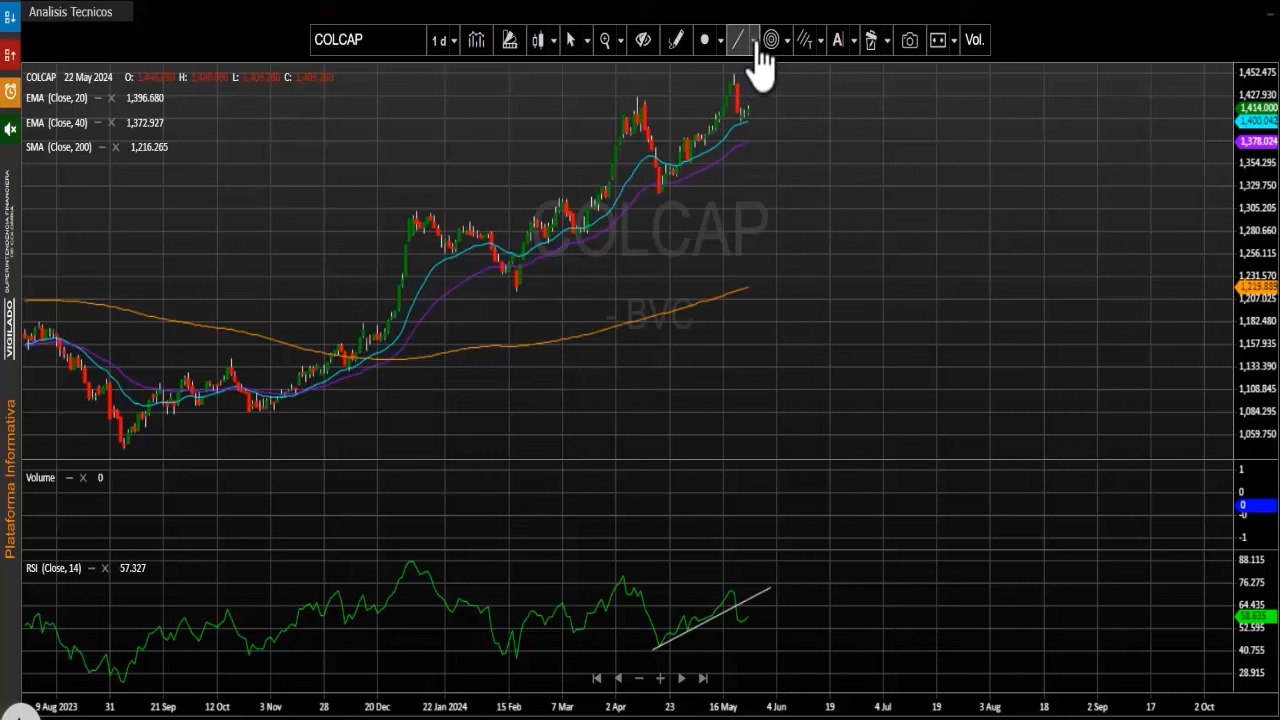 Analisis Tecnicos
COLCAP 1 d A Vol.
COLCAP 22 May 2024 O: H: L: C:
EMA (Close, 20) – X 1,396.680
EMA (Close, 40) – X 1,372.927
SMA (Close, 200) – X 1,216.265
COLCAP
- BVC
1,452.475
1,427.930
1,414.000
1,400.042
1,378.024
1,354.295
1,329.750
1,305.205
1,280.660
1,256.115
1,231.570
1,219.889
1,207.025
1,182.480
1,157.935
1,133.390
1,108.845
1,084.295
1,059.750
Volume – X 0
1
0
0
-0
-1
RSI (Close, 14) – X 57.327
88.115
76.275
64.435
58.635
52.595
40.755
28.915
9 Aug 2023 31 21 Sep 12 Oct 3 Nov 28 20 Dec 22 Jan 2024 15 Feb 7 Mar 2 Apr 23 16 May 4 Jun 19 4 Jul 19 3 Aug 18 2 Sep 17 2 Oct
VIGILADO
SUPERINTENDENCIA FINANCIERA
DE COLOMBIA
Plataforma Informativa